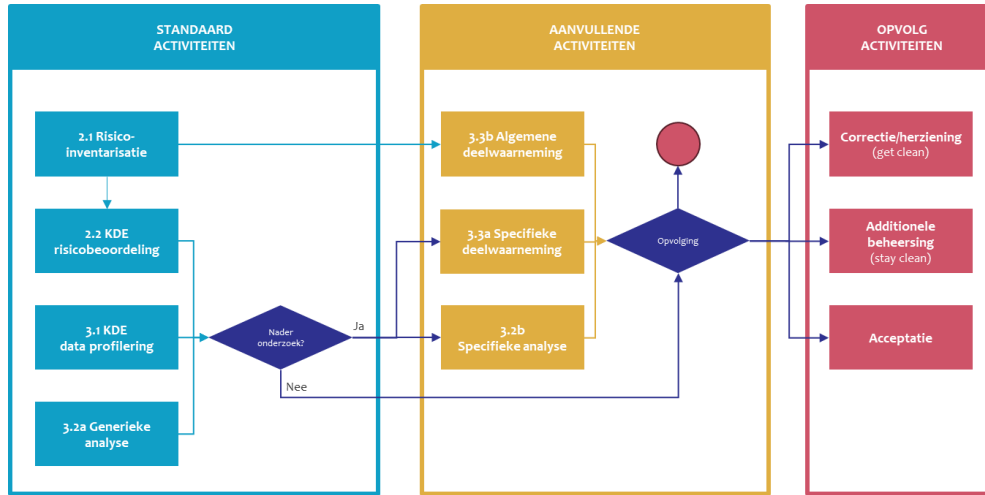 STANDAARD
ACTIVITEITEN
2.1 Risico-
inventarisatie
2.2 KDE
risicobeoordeling
3.1 KDE
data profilering
3.2a Generieke
analyse
Nader
onderzoek?
Ja
Nee
AANVULLENDE
ACTIVITEITEN
3.3b Algemene
deelwaarneming
3.3a Specifieke
deelwaarneming
3.2b
Specifieke analyse
Opvolging
OPVOLG
ACTIVITEITEN
Correctie/herziening
(get clean)
Additionele
beheersing
(stay clean)
Acceptatie